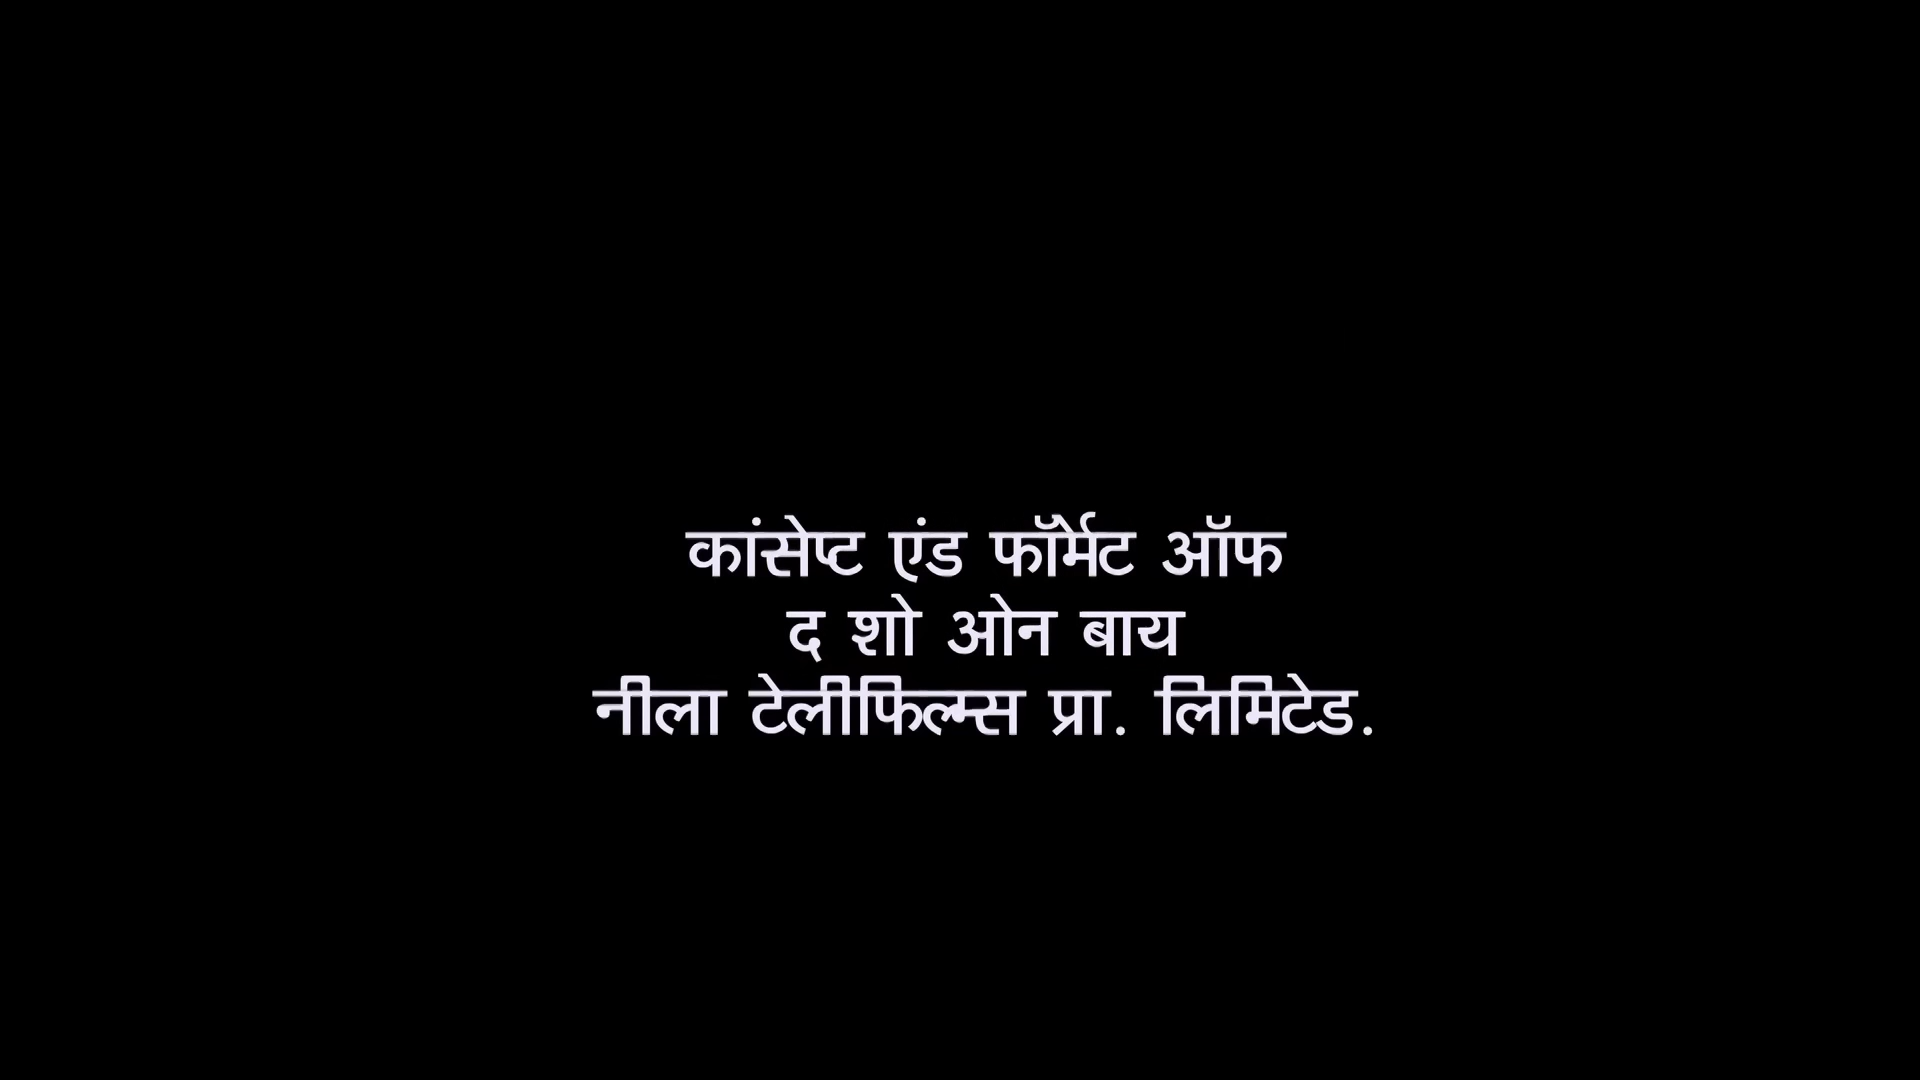 कांसेप्ट एंड फॉर्मेट ऑफ
द शो ओन बाय
नीला टेलीफिल्म्स प्रा. लिमिटेड.